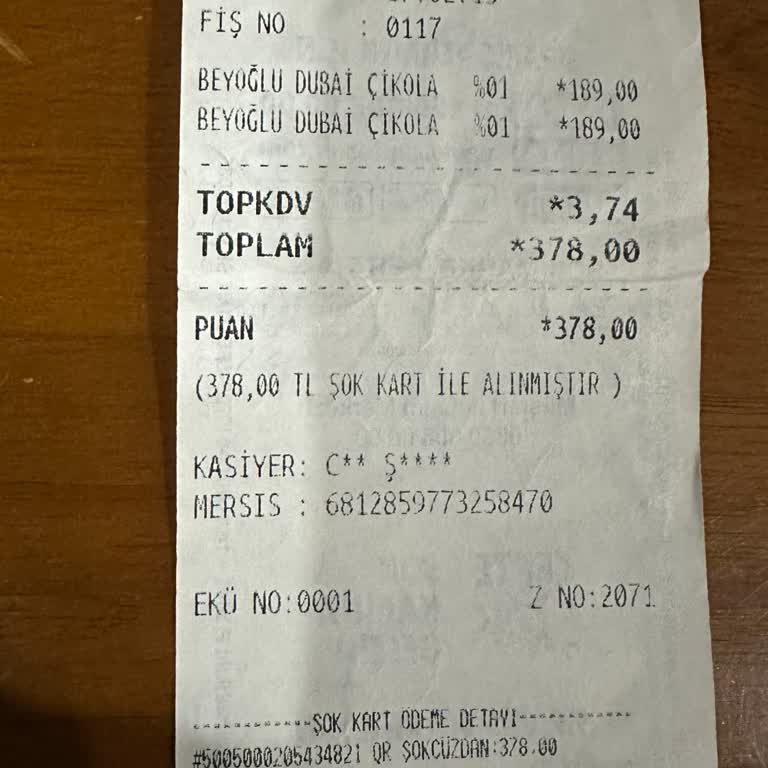 FİŞ NO : 0117
BEYOĞLU DUBAİ ÇİKOLA %01 *189,00
BEYOĞLU DUBAİ ÇİKOLA %01 *189,00
TOPKDV *3,74
TOPLAM *378,00
PUAN *378,00
(378,00 TL ŞOK KART İLE ALINMIŞTIR )
KASİYER: C** Ş****
MERSIS : 6812859773258470
EKÜ NO:0001 Z NO:2071
------------ŞOK KART ÖDEME DETAYI------------
#5005000205434821 QR ŞOKCÜZDAN:378.00